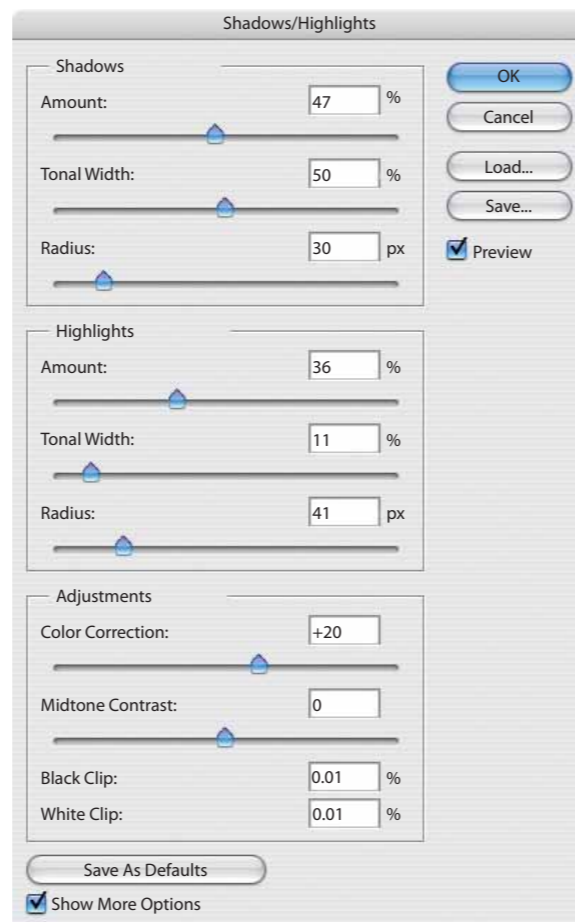 Shadows/Highlights
Shadows
Amount: 47 %
Tonal Width: 50 %
Radius: 30 px
Highlights
Amount: 36 %
Tonal Width: 11 %
Radius: 41 px
Adjustments
Color Correction: +20
Midtone Contrast: 0
Black Clip: 0.01 %
White Clip: 0.01 %
Save As Defaults
Show More Options
OK
Cancel
Load...
Save...
Preview